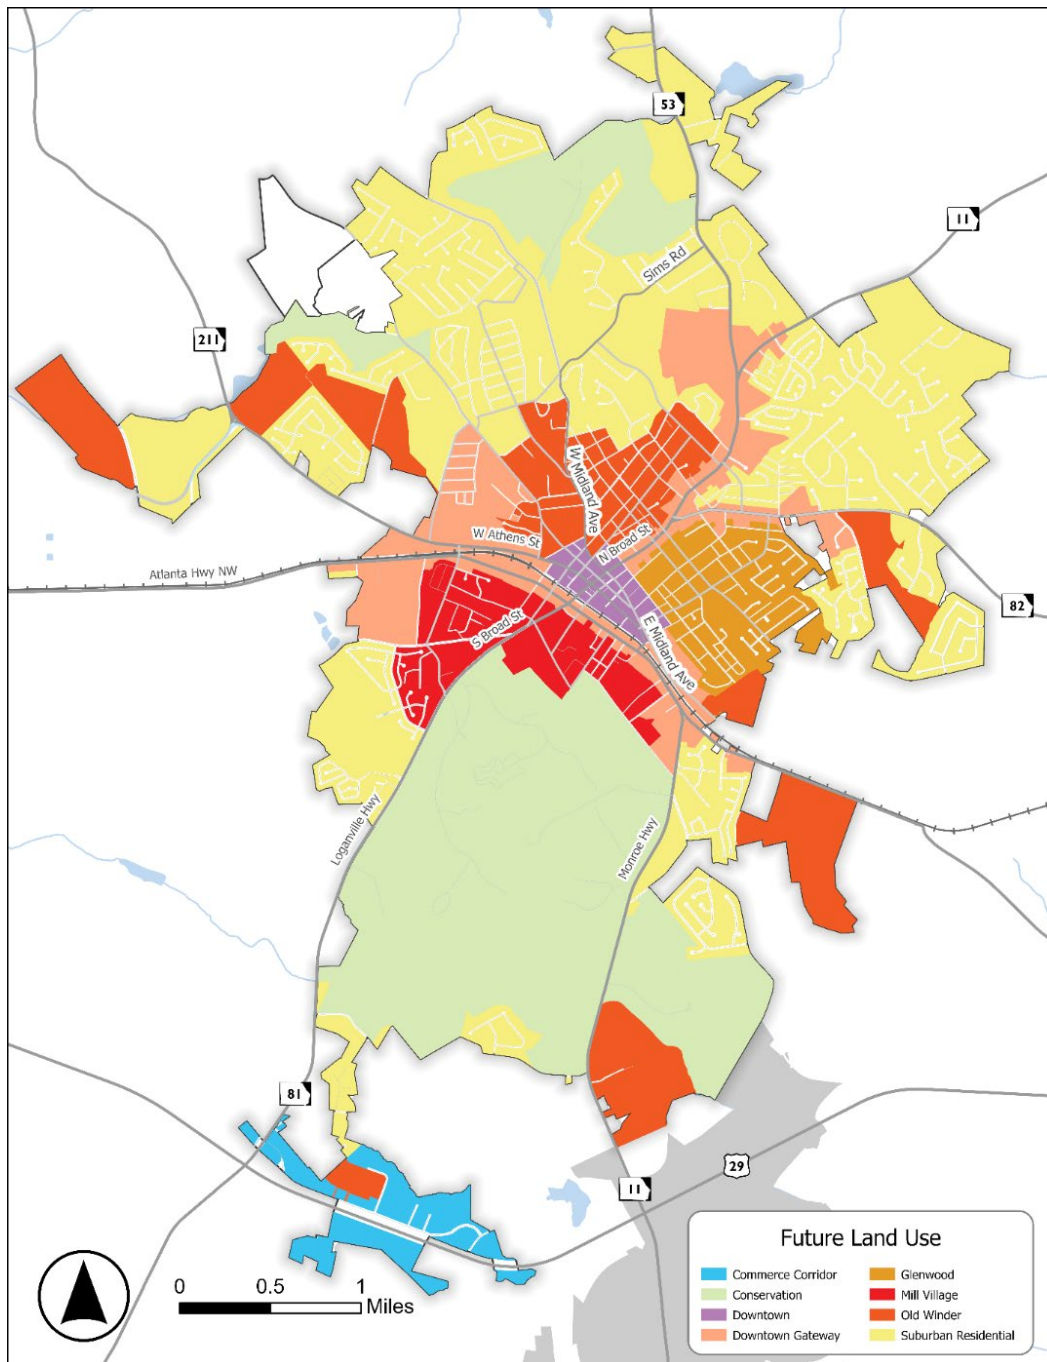 53
11
Sims Rd
211
W Midland Ave
W Athens St
N Broad St
Atlanta Hwy NW
82
S Broad St
E Midland Ave
Loganville Hwy
Monroe Hwy
81
29
11
0 0.5 1
Miles
Future Land Use
Commerce Corridor
Conservation
Downtown
Downtown Gateway
Glenwood
Mill Village
Old Winder
Suburban Residential